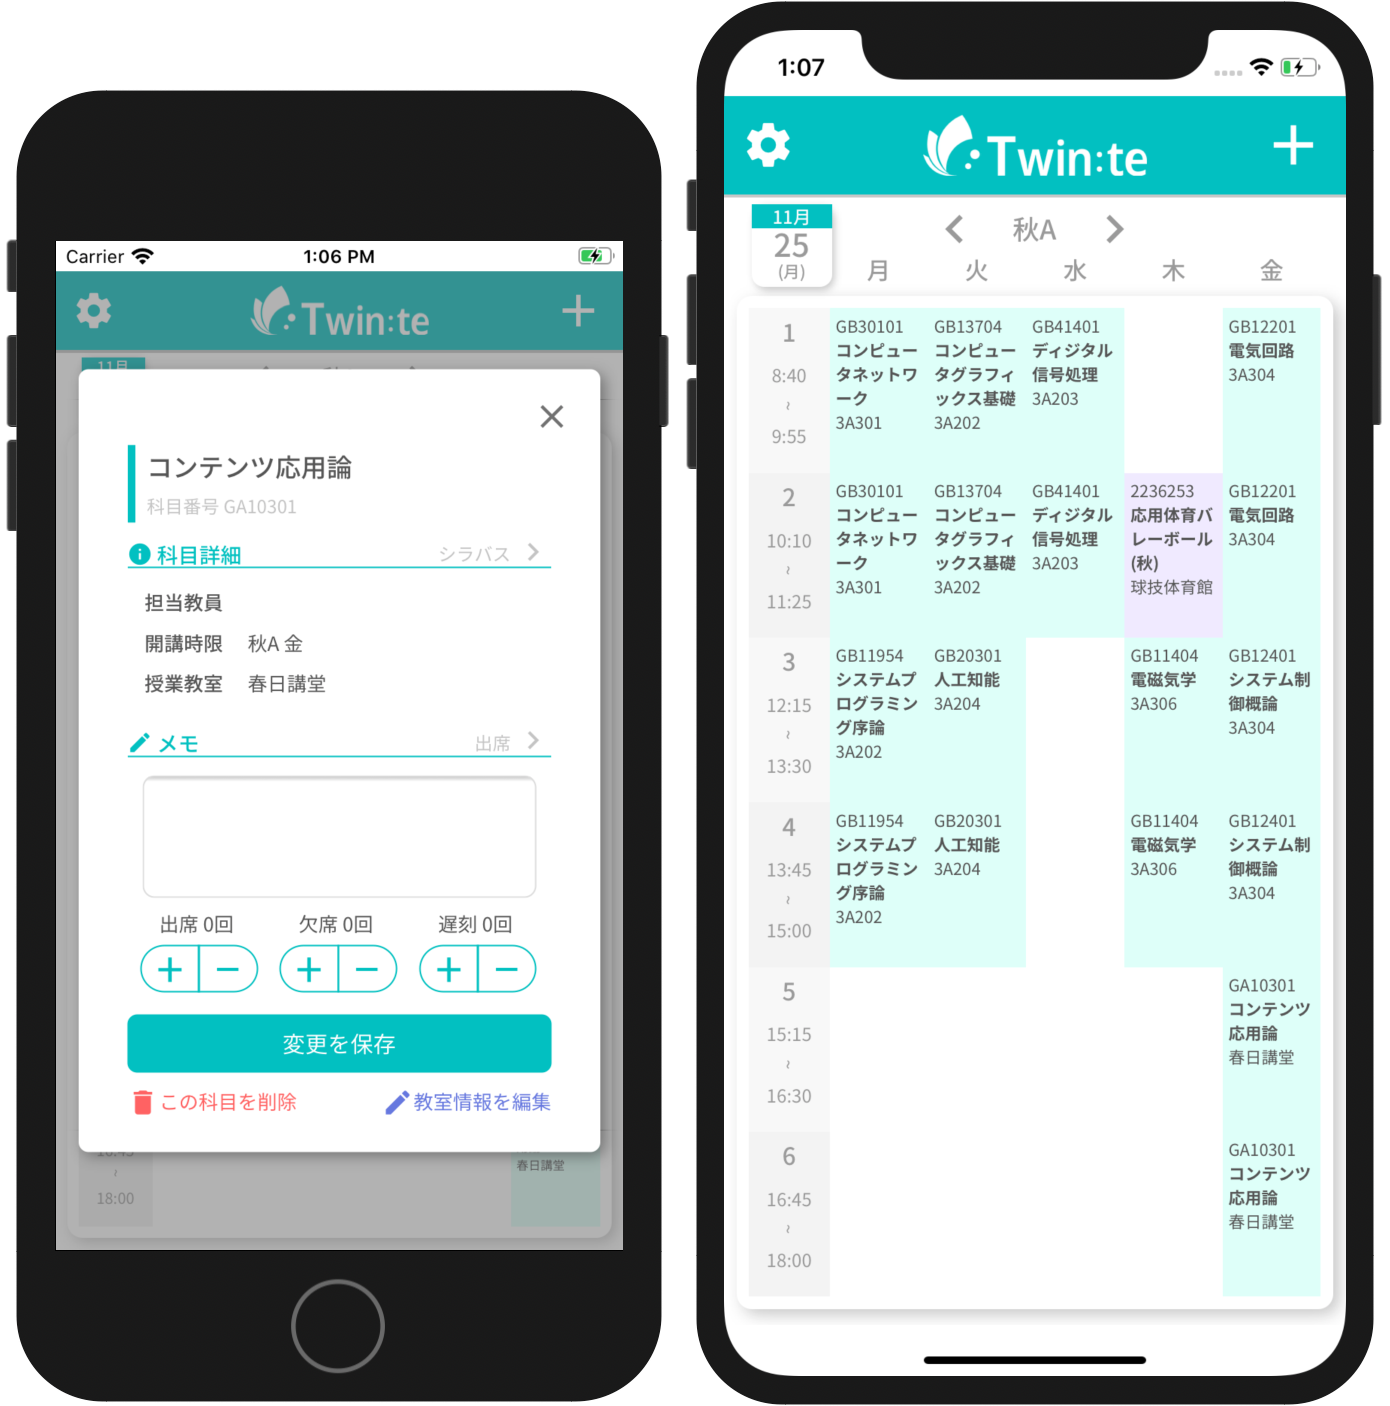 Carrier
1:06 PM
Twin:te
11月
コンテンツ応用論
科目番号 GA10301
科目詳細
シラバス
担当教員
開講時限 秋A 金
授業教室 春日講堂
メモ
出席
出席 0回
欠席 0回
遅刻 0回
変更を保存
この科目を削除
教室情報を編集
16:45
~
18:00
春日講堂
1:07
Twin:te
11月
25
(月)
秋A
月
火
水
木
金
1
8:40
~
9:55
GB30101
コンピュー
タネットワ
ーク
3A301
GB13704
コンピュー
タグラフィ
ックス基礎
3A202
GB41401
ディジタル
信号処理
3A203
GB12201
電気回路
3A304
2
10:10
~
11:25
GB30101
コンピュー
タネットワ
ーク
3A301
GB13704
コンピュー
タグラフィ
ックス基礎
3A202
GB41401
ディジタル
信号処理
3A203
2236253
応用体育バ
レーボール
(秋)
球技体育館
GB12201
電気回路
3A304
3
12:15
~
13:30
GB11954
システムプ
ログラミン
グ序論
3A202
GB20301
人工知能
3A204
GB11404
電磁気学
3A306
GB12401
システム制
御概論
3A304
4
13:45
~
15:00
GB11954
システムプ
ログラミン
グ序論
3A202
GB20301
人工知能
3A204
GB11404
電磁気学
3A306
GB12401
システム制
御概論
3A304
5
15:15
~
16:30
GA10301
コンテンツ
応用論
春日講堂
6
16:45
~
18:00
GA10301
コンテンツ
応用論
春日講堂